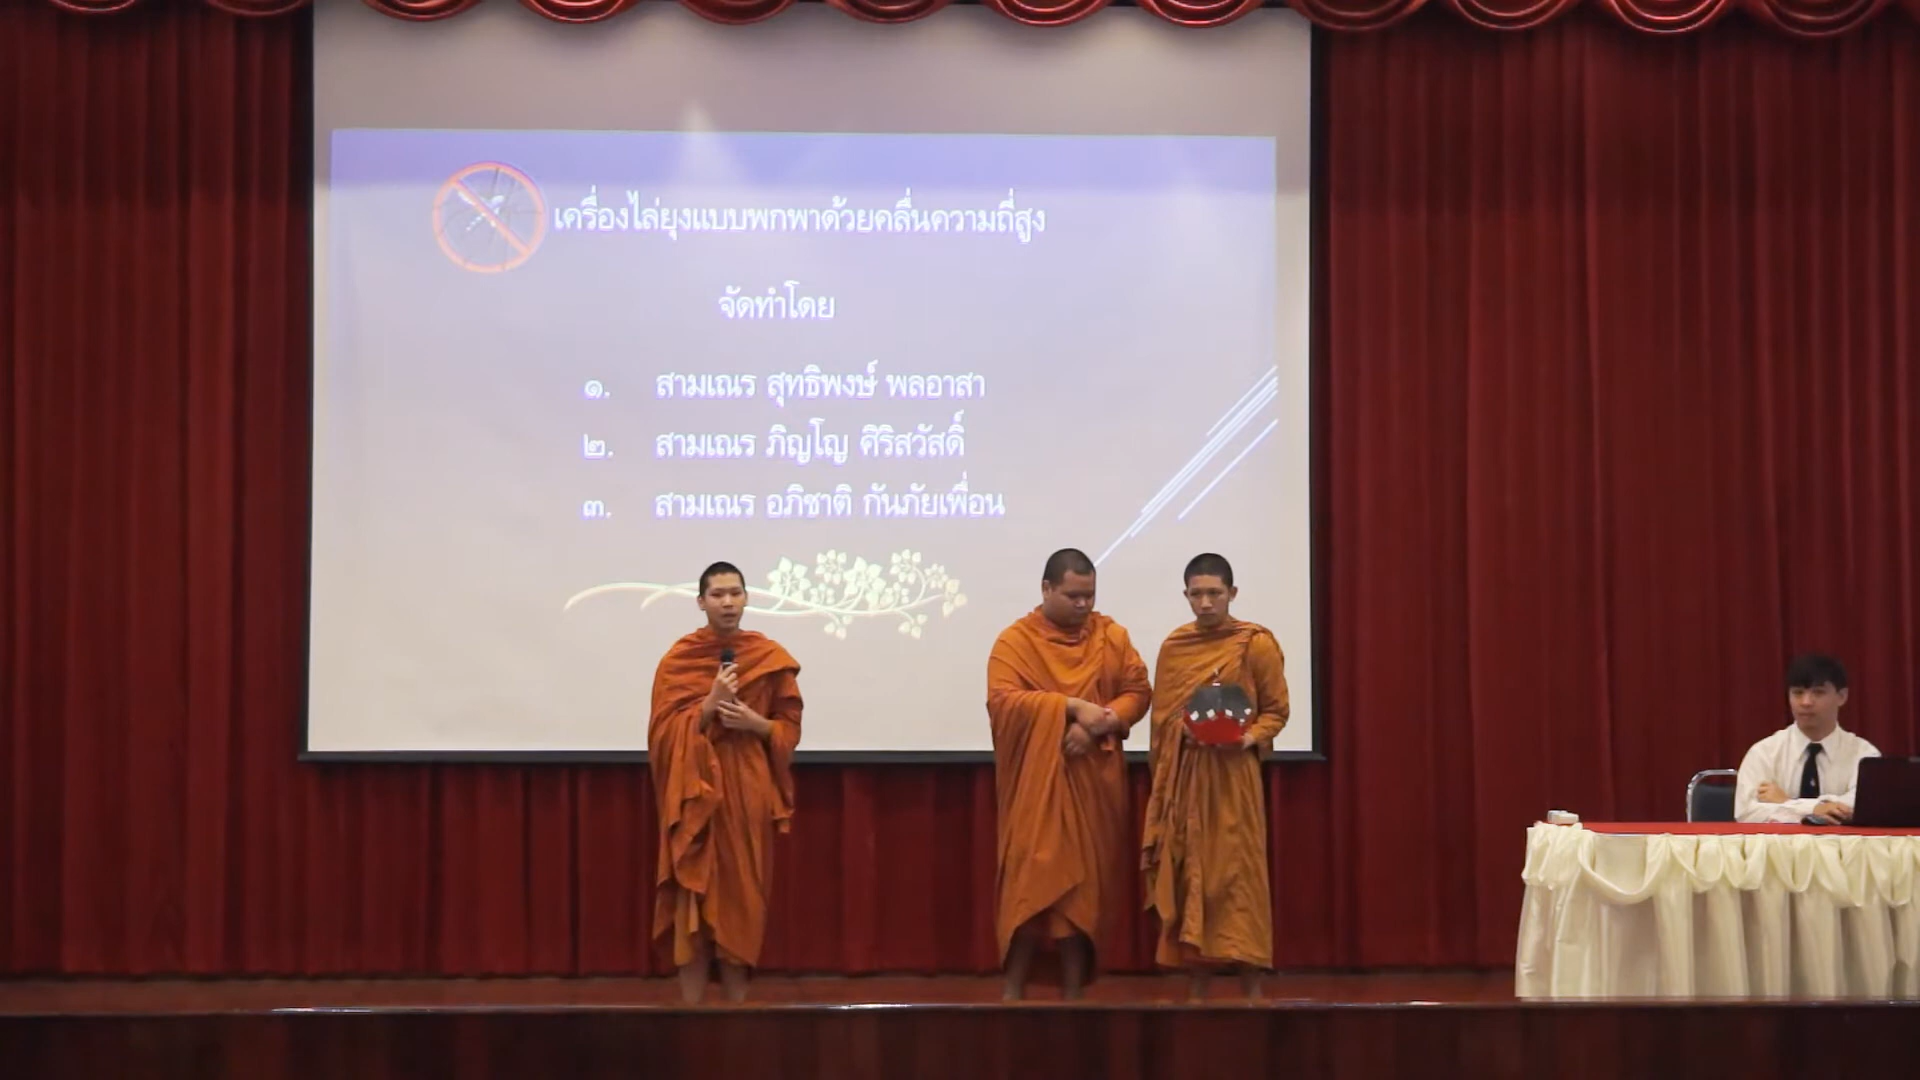 เครื่องไล่ยุงแบบพกพาด้วยคลื่นความถี่สูง
จัดทำโดย
๑. สามเณร สุทธิพงษ์ พลอาสา
๒. สามเณร ภิญโญ ศิริสวัสดิ์
๓. สามเณร อภิชาติ กันภัยเพื่อน